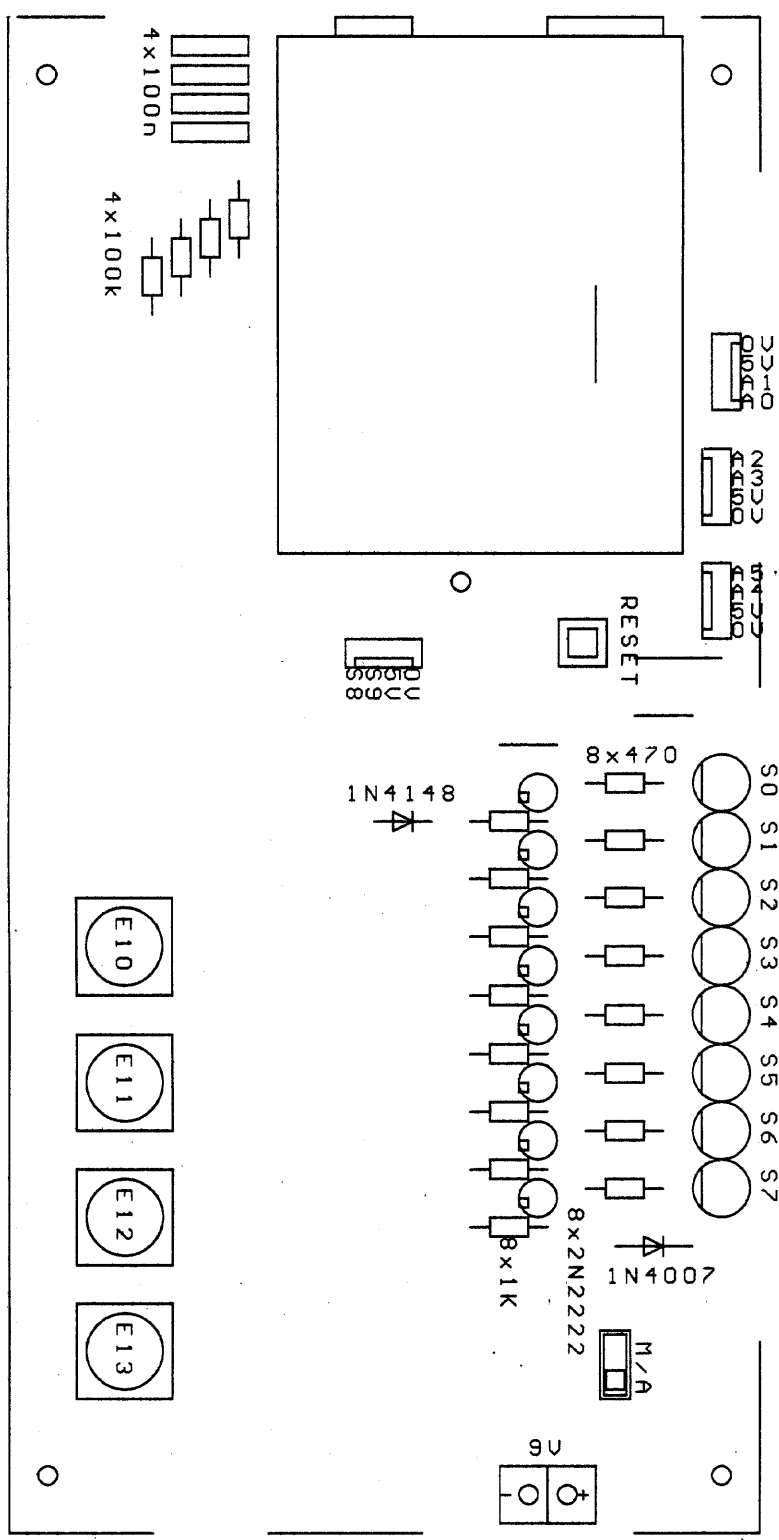 4x100n
4x100k
0V
5V
A1
A0
A2
A3
5V
0V
A5
A4
5V
0V
RESET
S8
S9
5V
0V
8x470
1N4148
S0
S1
S2
S3
S4
S5
S6
S7
E10
E11
E12
E13
8x1K
8x2N2222
1N4007
M/A
9V
- +